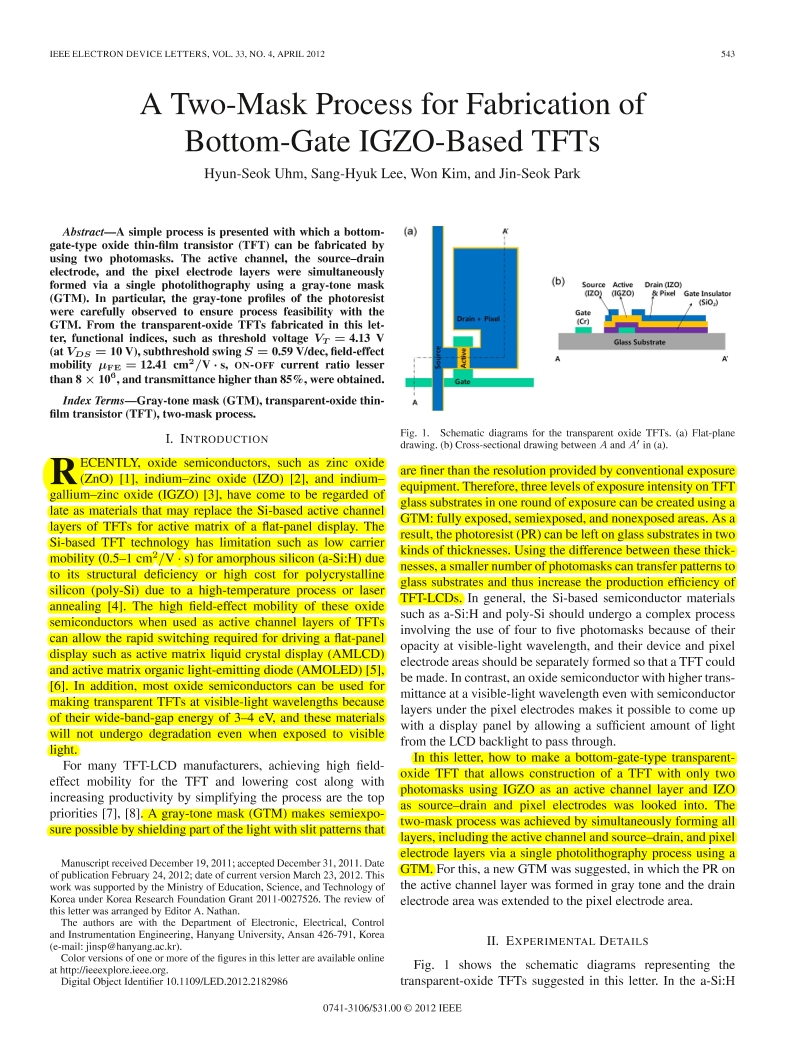 IEEE ELECTRON DEVICE LETTERS, VOL. 33, NO. 4, APRIL 2012
543
A Two-Mask Process for Fabrication of
Bottom-Gate IGZO-Based TFTs
Hyun-Seok Uhm, Sang-Hyuk Lee, Won Kim, and Jin-Seok Park
Abstract—A simple process is presented with which a bottom-
gate-type oxide thin-film transistor (TFT) can be fabricated by
using two photomasks. The active channel, the source–drain
electrode, and the pixel electrode layers were simultaneously
formed via a single photolithography using a gray-tone mask
(GTM). In particular, the gray-tone profiles of the photoresist
were carefully observed to ensure process feasibility with the
GTM. From the transparent-oxide TFTs fabricated in this let-
ter, functional indices, such as threshold voltage VT = 4.13 V
(at VDS = 10 V), subthreshold swing S = 0.59 V/dec, field-effect
mobility μFE = 12.41 cm²/V · s, ON-OFF current ratio lesser
than 8 × 10⁶, and transmittance higher than 85%, were obtained.
Index Terms—Gray-tone mask (GTM), transparent-oxide thin-
film transistor (TFT), two-mask process.
I. INTRODUCTION
RECENTLY, oxide semiconductors, such as zinc oxide
(ZnO) [1], indium–zinc oxide (IZO) [2], and indium–
gallium–zinc oxide (IGZO) [3], have come to be regarded of
late as materials that may replace the Si-based active channel
layers of TFTs for active matrix of a flat-panel display. The
Si-based TFT technology has limitation such as low carrier
mobility (0.5–1 cm²/V · s) for amorphous silicon (a-Si:H) due
to its structural deficiency or high cost for polycrystalline
silicon (poly-Si) due to a high-temperature process or laser
annealing [4]. The high field-effect mobility of these oxide
semiconductors when used as active channel layers of TFTs
can allow the rapid switching required for driving a flat-panel
display such as active matrix liquid crystal display (AMLCD)
and active matrix organic light-emitting diode (AMOLED) [5],
[6]. In addition, most oxide semiconductors can be used for
making transparent TFTs at visible-light wavelengths because
of their wide-band-gap energy of 3–4 eV, and these materials
will not undergo degradation even when exposed to visible
light.
For many TFT-LCD manufacturers, achieving high field-
effect mobility for the TFT and lowering cost along with
increasing productivity by simplifying the process are the top
priorities [7], [8]. A gray-tone mask (GTM) makes semiexpo-
sure possible by shielding part of the light with slit patterns that
Manuscript received December 19, 2011; accepted December 31, 2011. Date
of publication February 24, 2012; date of current version March 23, 2012. This
work was supported by the Ministry of Education, Science, and Technology of
Korea under Korea Research Foundation Grant 2011-0027526. The review of
this letter was arranged by Editor A. Nathan.
The authors are with the Department of Electronic, Electrical, Control
and Instrumentation Engineering, Hanyang University, Ansan 426-791, Korea
(e-mail: jinsp@hanyang.ac.kr).
Color versions of one or more of the figures in this letter are available online
at http://ieeexplore.ieee.org.
Digital Object Identifier 10.1109/LED.2012.2182986
(a)
A'
Drain + Pixel
Source
Active
Gate
A
(b)
Source
(IZO)
Active
(IGZO)
Drain (IZO)
& Pixel
Gate Insulator
(SiO₂)
Gate
(Cr)
Glass Substrate
A
A'
Fig. 1. Schematic diagrams for the transparent oxide TFTs. (a) Flat-plane
drawing. (b) Cross-sectional drawing between A and A′ in (a).
are finer than the resolution provided by conventional exposure
equipment. Therefore, three levels of exposure intensity on TFT
glass substrates in one round of exposure can be created using a
GTM: fully exposed, semiexposed, and nonexposed areas. As a
result, the photoresist (PR) can be left on glass substrates in two
kinds of thicknesses. Using the difference between these thick-
nesses, a smaller number of photomasks can transfer patterns to
glass substrates and thus increase the production efficiency of
TFT-LCDs. In general, the Si-based semiconductor materials
such as a-Si:H and poly-Si should undergo a complex process
involving the use of four to five photomasks because of their
opacity at visible-light wavelength, and their device and pixel
electrode areas should be separately formed so that a TFT could
be made. In contrast, an oxide semiconductor with higher trans-
mittance at a visible-light wavelength even with semiconductor
layers under the pixel electrodes makes it possible to come up
with a display panel by allowing a sufficient amount of light
from the LCD backlight to pass through.
In this letter, how to make a bottom-gate-type transparent-
oxide TFT that allows construction of a TFT with only two
photomasks using IGZO as an active channel layer and IZO
as source–drain and pixel electrodes was looked into. The
two-mask process was achieved by simultaneously forming all
layers, including the active channel and source–drain, and pixel
electrode layers via a single photolithography process using a
GTM. For this, a new GTM was suggested, in which the PR on
the active channel layer was formed in gray tone and the drain
electrode area was extended to the pixel electrode area.
II. EXPERIMENTAL DETAILS
Fig. 1 shows the schematic diagrams representing the
transparent-oxide TFTs suggested in this letter. In the a-Si:H
0741-3106/$31.00 © 2012 IEEE